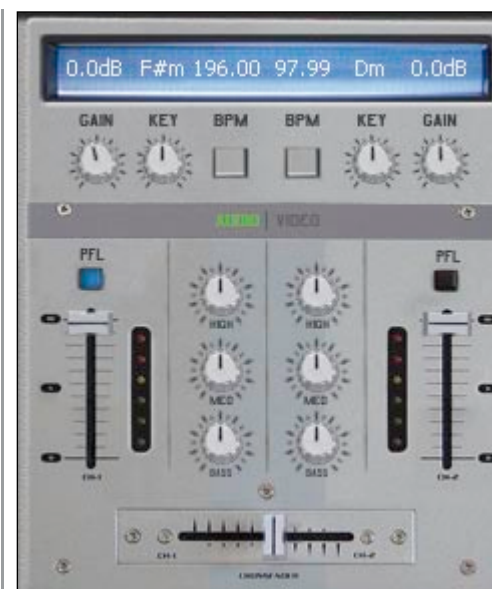 0.0dB F#m 196.00 97.99 Dm 0.0dB
GAIN KEY BPM BPM KEY GAIN
AUDIO | VIDEO
PFL PFL
HIGH HIGH
MED MED
BASS BASS
CH-1 CH-2
CH-1 CH-2
CROSSFADER